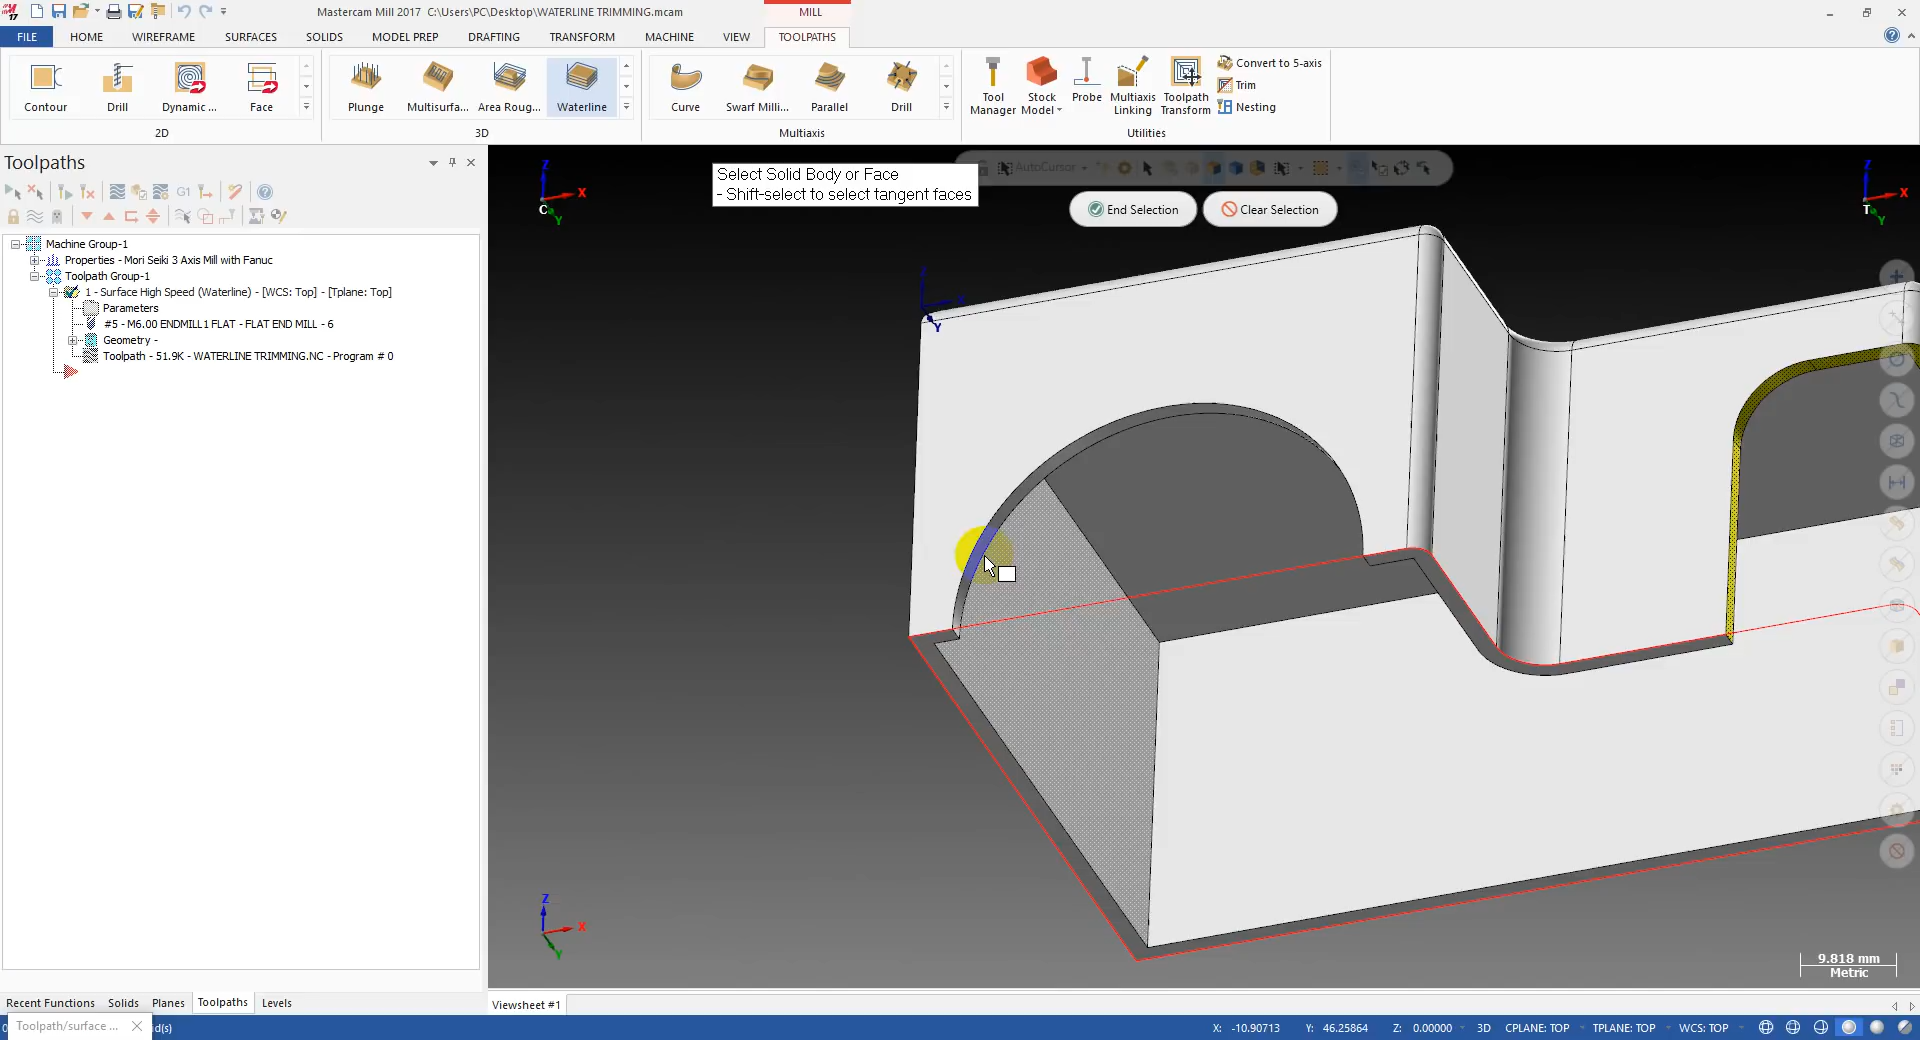 Mastercam Mill 2017 C:\Users\PC\Desktop\WATERLINE TRIMMING.mcam
MILL
FILE HOME WIREFRAME SURFACES SOLIDS MODEL PREP DRAFTING TRANSFORM MACHINE VIEW TOOLPATHS
Contour Drill Dynamic ... Face
2D
Plunge Multisurfa... Area Roug... Waterline
3D
Curve Swarf Milli... Parallel Drill
Multiaxis
Tool Manager
Stock Model
Probe
Multiaxis Linking
Toolpath Transform
Convert to 5-axis
Trim
Nesting
Utilities
Toolpaths
G1
Machine Group-1
Properties - Mori Seiki 3 Axis Mill with Fanuc
Toolpath Group-1
1 - Surface High Speed (Waterline) - [WCS: Top] - [Tplane: Top]
Parameters
#5 - M6.00 ENDMILL1 FLAT - FLAT END MILL - 6
Geometry -
Toolpath - 51.9K - WATERLINE TRIMMING.NC - Program # 0
AutoCursor
Select Solid Body or Face
- Shift-select to select tangent faces
End Selection Clear Selection
Z
X
C
Y
Z
X
T
Y
Z
X
Y
Z
X
Y
9.818 mm
Metric
Recent Functions Solids Planes Toolpaths Levels
Viewsheet #1
Toolpath/surface ...
id(s)
X: -10.90713 Y: 46.25864 Z: 0.00000 3D CPLANE: TOP TPLANE: TOP WCS: TOP